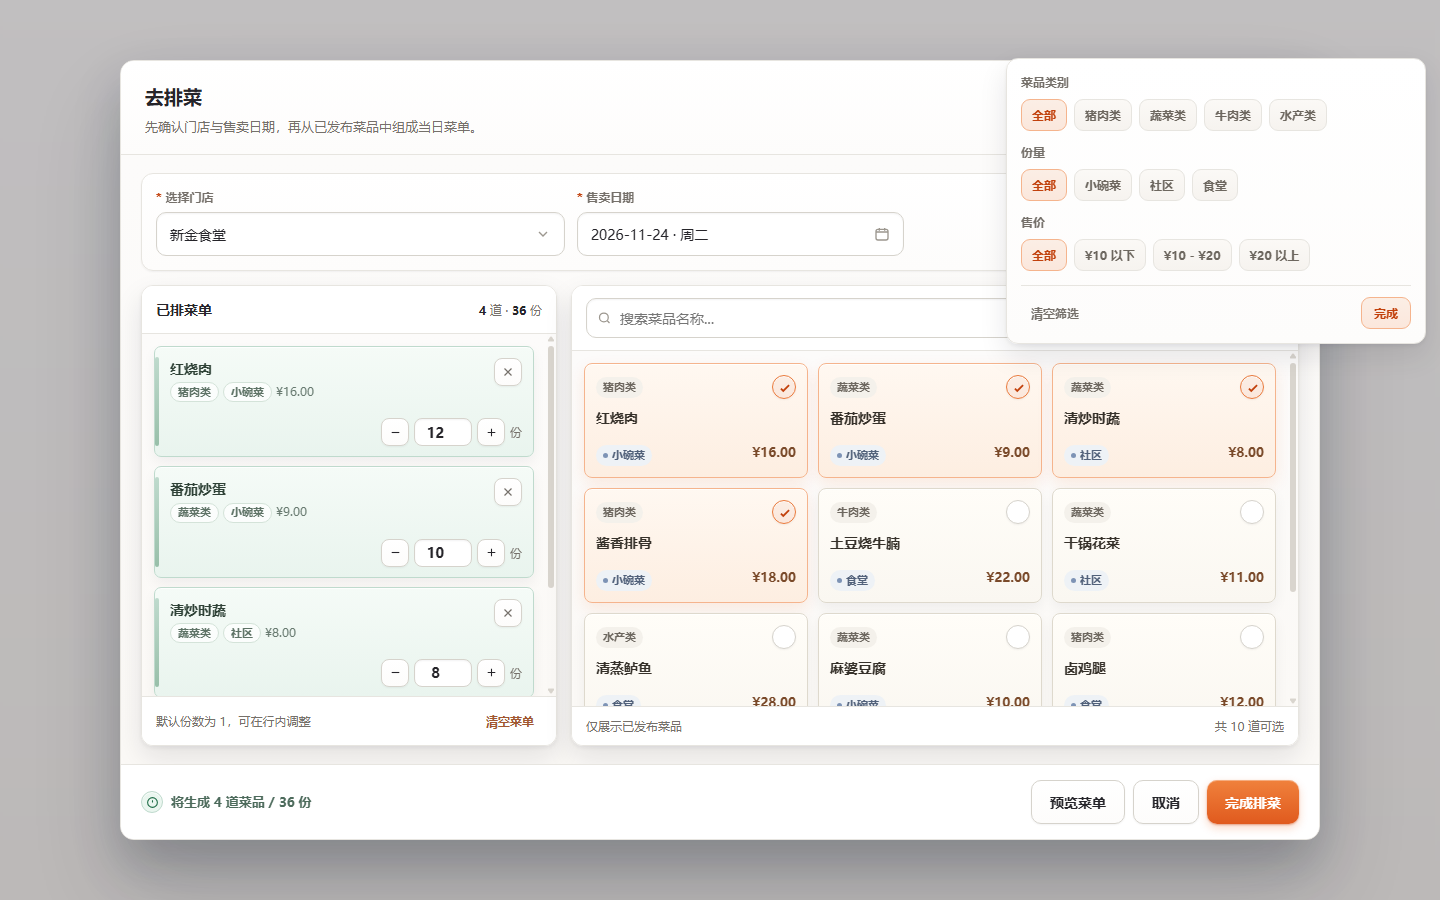 去排菜
先确认门店与售卖日期，再从已发布菜品中组成当日菜单。
菜品类别
全部 猪肉类 蔬菜类 牛肉类 水产类
份量
全部 小碗菜 社区 食堂
售价
全部 ¥10 以下 ¥10 - ¥20 ¥20 以上
清空筛选 完成
* 选择门店
新金食堂
* 售卖日期
2026-11-24 · 周二
已排菜单 4 道 · 36 份
红烧肉
猪肉类 小碗菜 ¥16.00
− 12 + 份
番茄炒蛋
蔬菜类 小碗菜 ¥9.00
− 10 + 份
清炒时蔬
蔬菜类 社区 ¥8.00
− 8 + 份
默认份数为 1，可在行内调整 清空菜单
搜索菜品名称...
猪肉类
红烧肉
小碗菜 ¥16.00
蔬菜类
番茄炒蛋
小碗菜 ¥9.00
蔬菜类
清炒时蔬
社区 ¥8.00
猪肉类
酱香排骨
小碗菜 ¥18.00
牛肉类
土豆烧牛腩
食堂 ¥22.00
蔬菜类
干锅花菜
社区 ¥11.00
水产类
清蒸鲈鱼
食堂 ¥28.00
蔬菜类
麻婆豆腐
小碗菜 ¥10.00
猪肉类
卤鸡腿
食堂 ¥12.00
仅展示已发布菜品 共 10 道可选
将生成 4 道菜品 / 36 份
预览菜单 取消 完成排菜